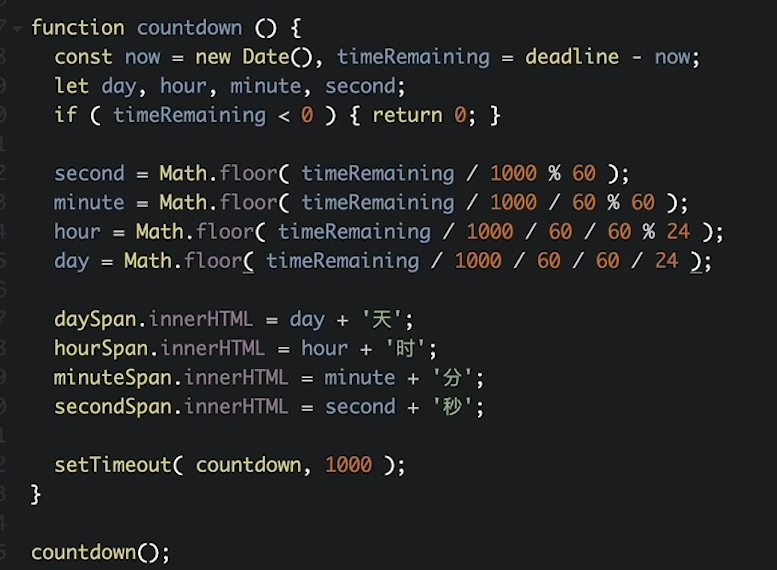 function countdown () {
const now = new Date(), timeRemaining = deadline - now;
let day, hour, minute, second;
if ( timeRemaining < 0 ) { return 0; }
second = Math.floor( timeRemaining / 1000 % 60 );
minute = Math.floor( timeRemaining / 1000 / 60 % 60 );
hour = Math.floor( timeRemaining / 1000 / 60 / 60 % 24 );
day = Math.floor( timeRemaining / 1000 / 60 / 60 / 24 );
daySpan.innerHTML = day + '天';
hourSpan.innerHTML = hour + '时';
minuteSpan.innerHTML = minute + '分';
secondSpan.innerHTML = second + '秒';
setTimeout( countdown, 1000 );
}
countdown();